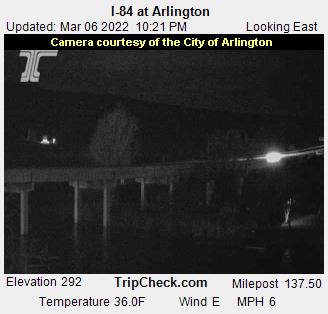 I-84 at Arlington
Updated: Mar 06 2022 10:21 PM Looking East
Camera courtesy of the City of Arlington
Elevation 292 TripCheck.com Milepost 137.50
Temperature 36.0F Wind E MPH 6